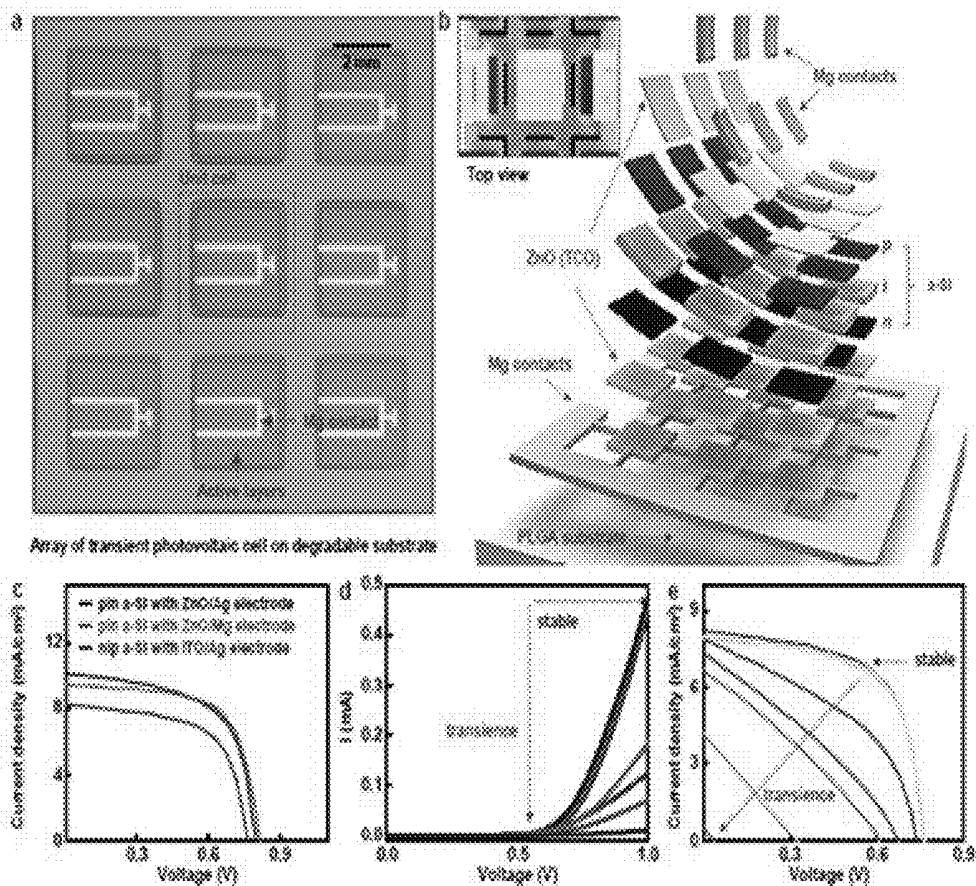 a
2 mm
Mg contact
Active layers
Array of transient photovoltaic cell on degradable substrate
b
Top view
Mg contacts
ZnO (TCO)
p
i
n
a-Si
Mg contacts
PLGA substrate
c
pin a-Si with ZnO/Ag electrode
pin a-Si with ZnO/Mg electrode
nip a-Si with ITO/Ag electrode
Current density (mA/cm²)
12
8
4
0
0.3
0.6
0.9
Voltage (V)
d
I (mA)
0.5
0.4
0.3
0.2
0.1
0.0
stable
transience
0.0
0.5
1.0
Voltage (V)
e
Current density (mA/cm²)
9
6
3
0
stable
transience
0.3
0.6
0.9
Voltage (V)